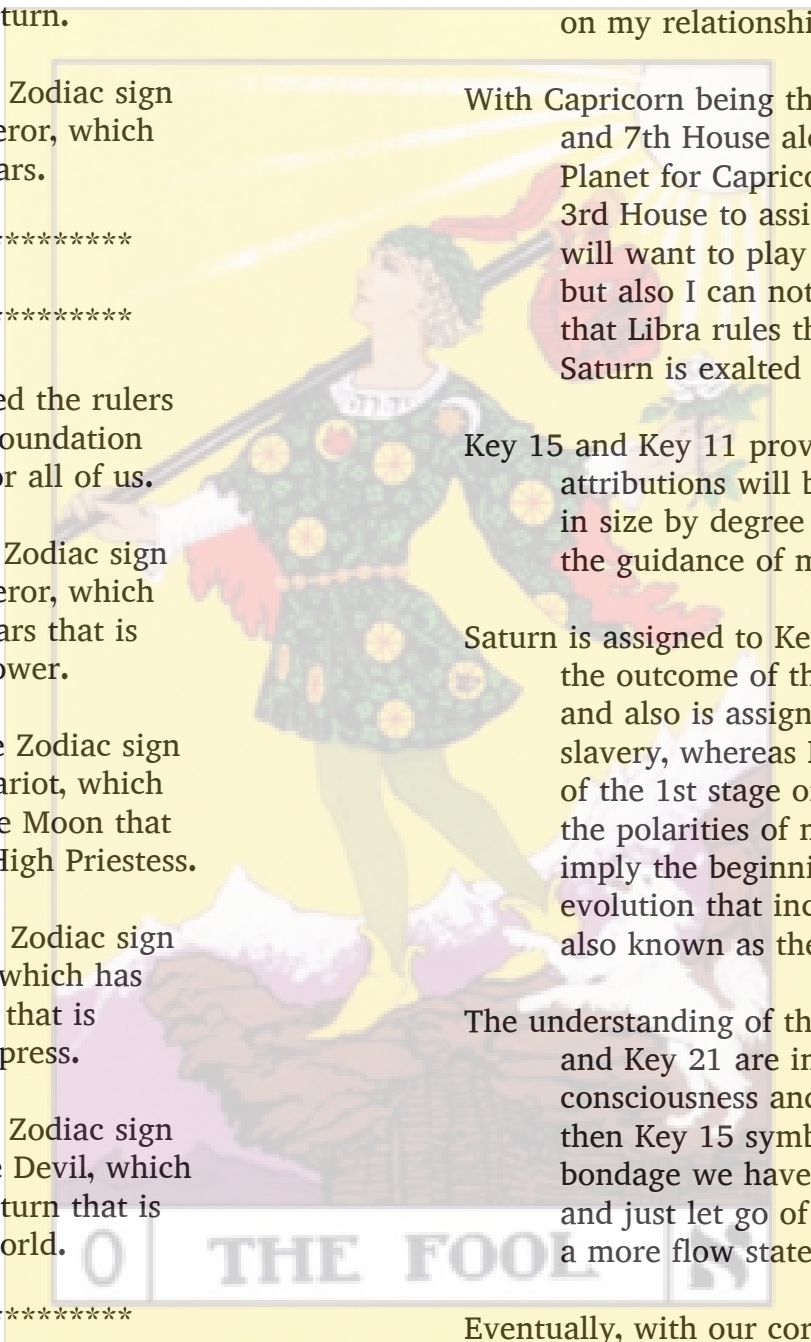 turn.
Zodiac sign
eror, which
ars.
*********
*********
ed the rulers
oundation
or all of us.
Zodiac sign
eror, which
ars that is
ower.
e Zodiac sign
ariot, which
e Moon that
High Priestess.
Zodiac sign
which has
that is
press.
Zodiac sign
e Devil, which
turn that is
orld.
*********
on my relationshi
With Capricorn being th
and 7th House alo
Planet for Caprico
3rd House to assi
will want to play
but also I can not
that Libra rules th
Saturn is exalted
Key 15 and Key 11 prov
attributions will b
in size by degree
the guidance of m
Saturn is assigned to Ke
the outcome of th
and also is assign
slavery, whereas
of the 1st stage o
the polarities of m
imply the beginni
evolution that inc
also known as the
The understanding of th
and Key 21 are in
consciousness and
then Key 15 symb
bondage we have
and just let go of
a more flow state
Eventually, with our cor
יהוה
0 THE FOOL א